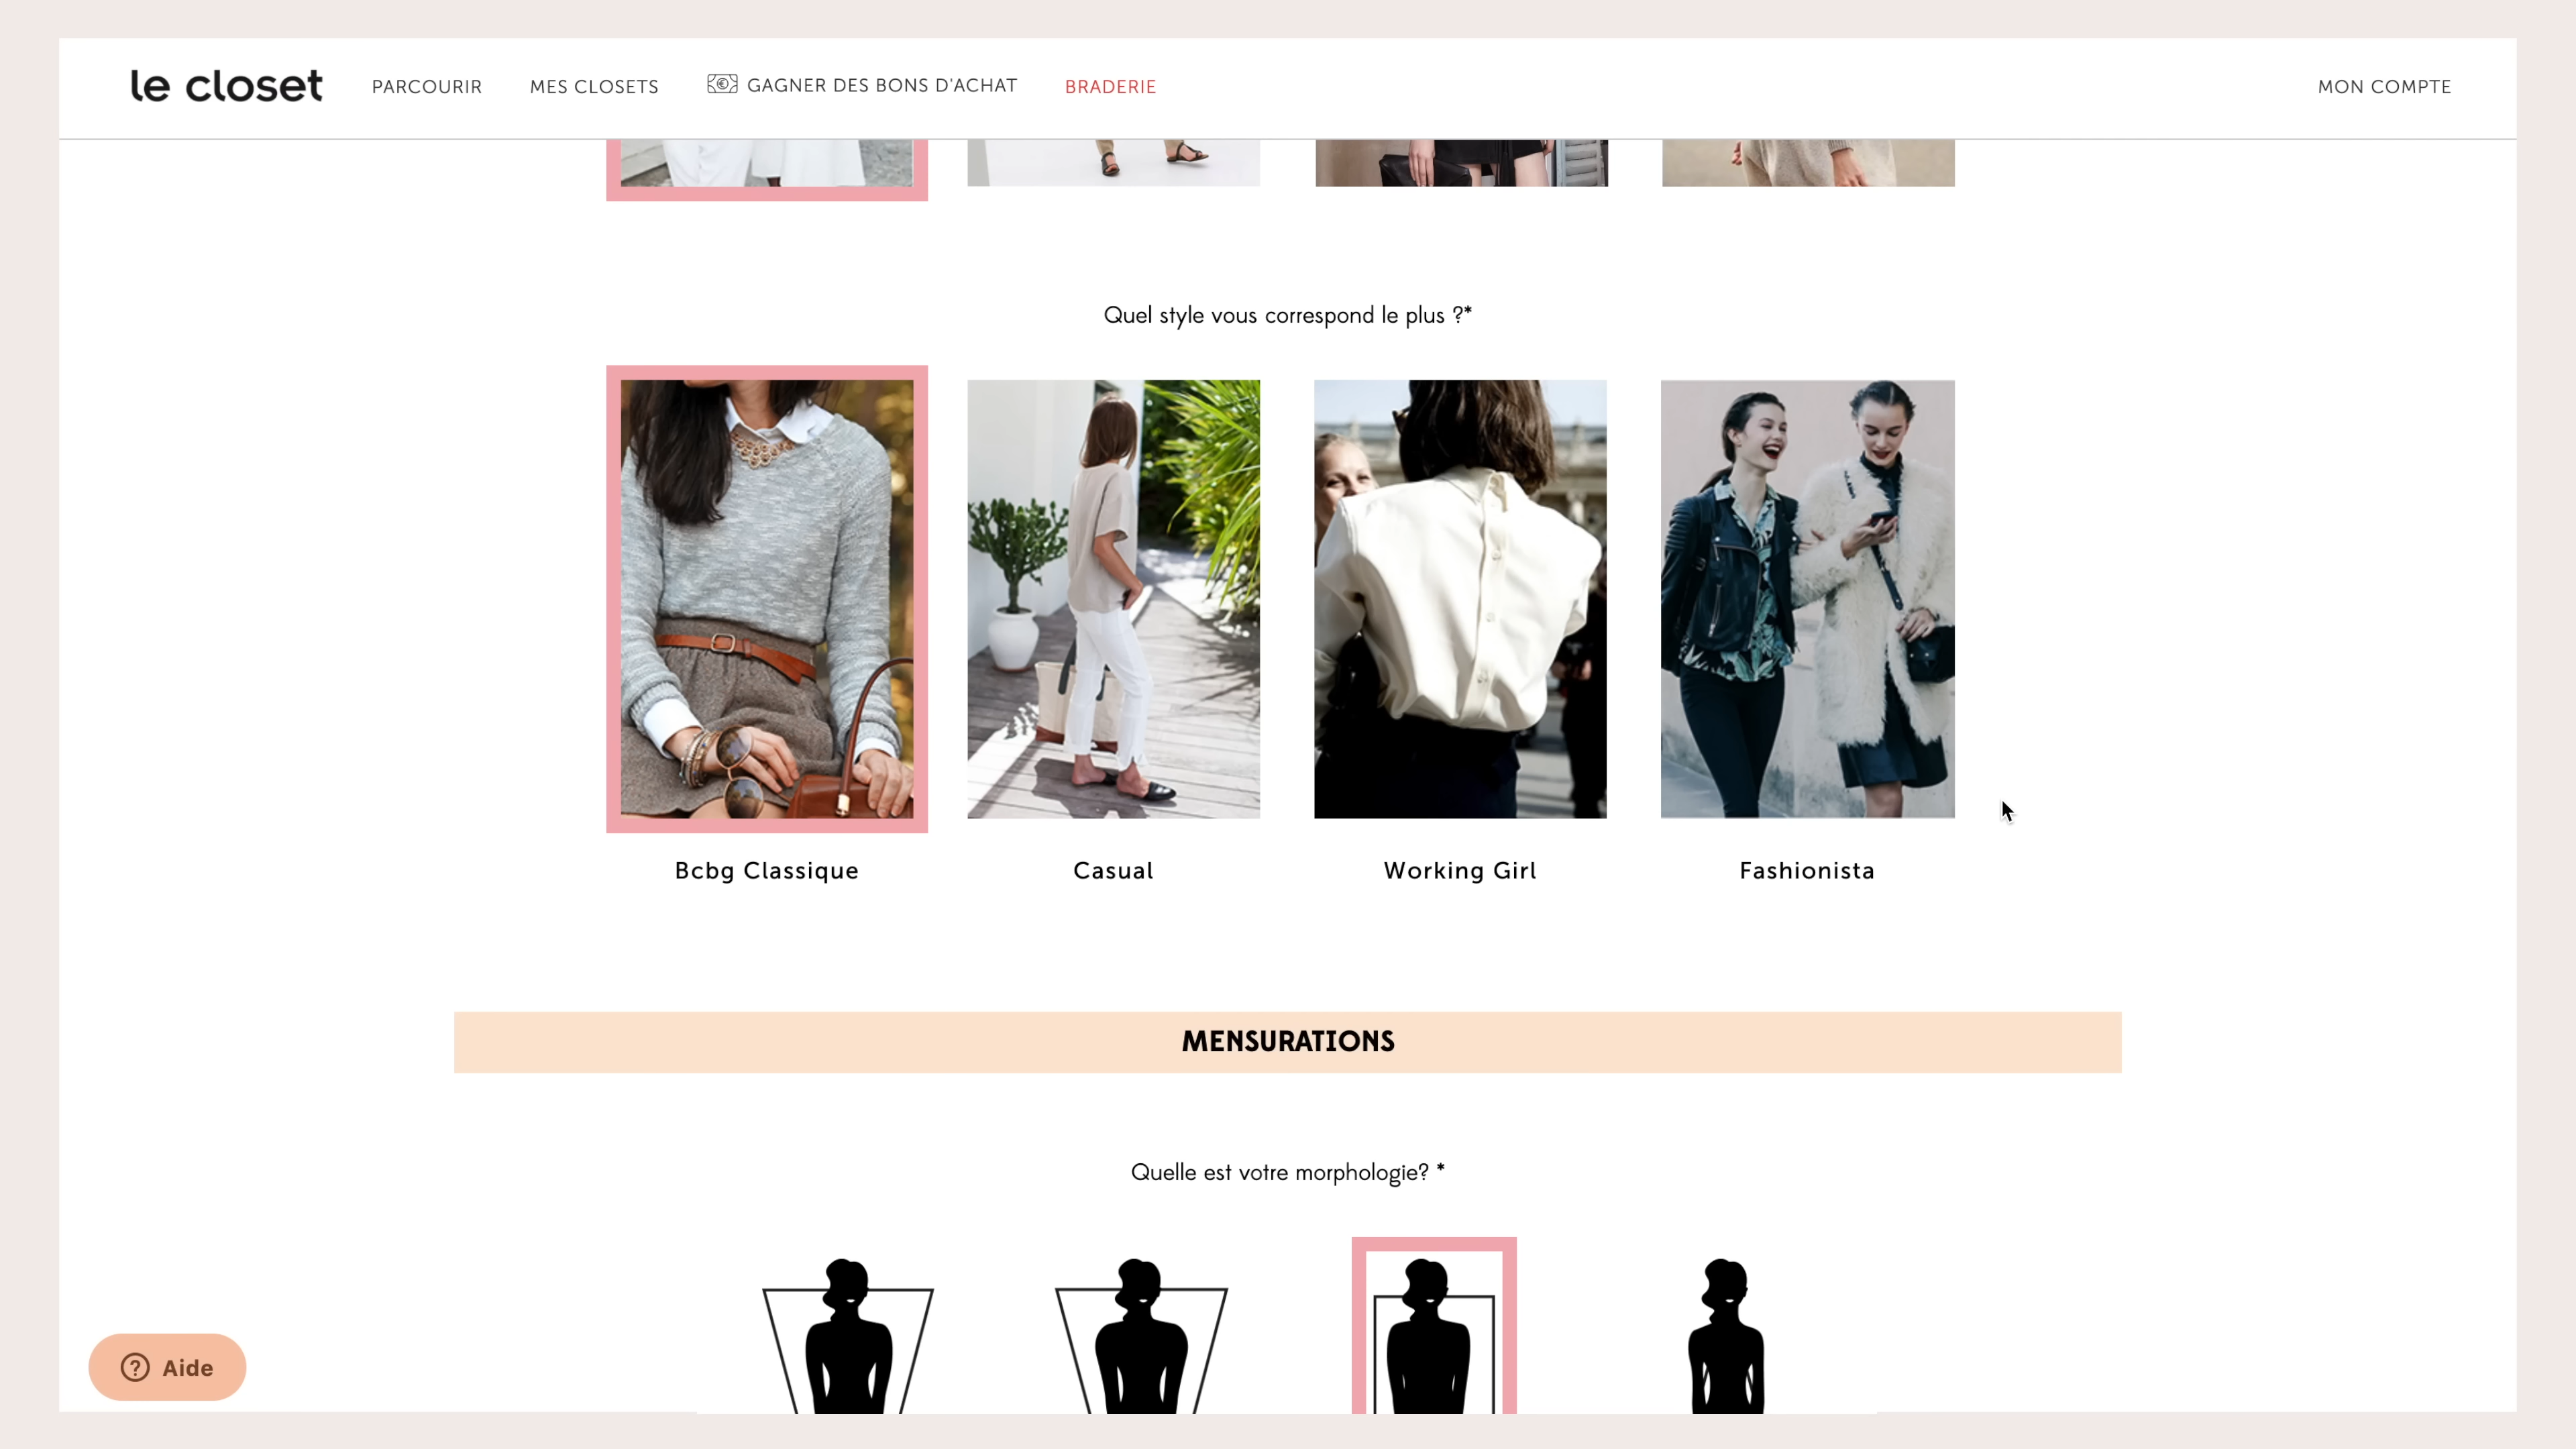 le closet
PARCOURIR
MES CLOSETS
GAGNER DES BONS D'ACHAT
BRADERIE
MON COMPTE
Quel style vous correspond le plus ?*
Bcbg Classique
Casual
Working Girl
Fashionista
MENSURATIONS
Quelle est votre morphologie? *
? Aide